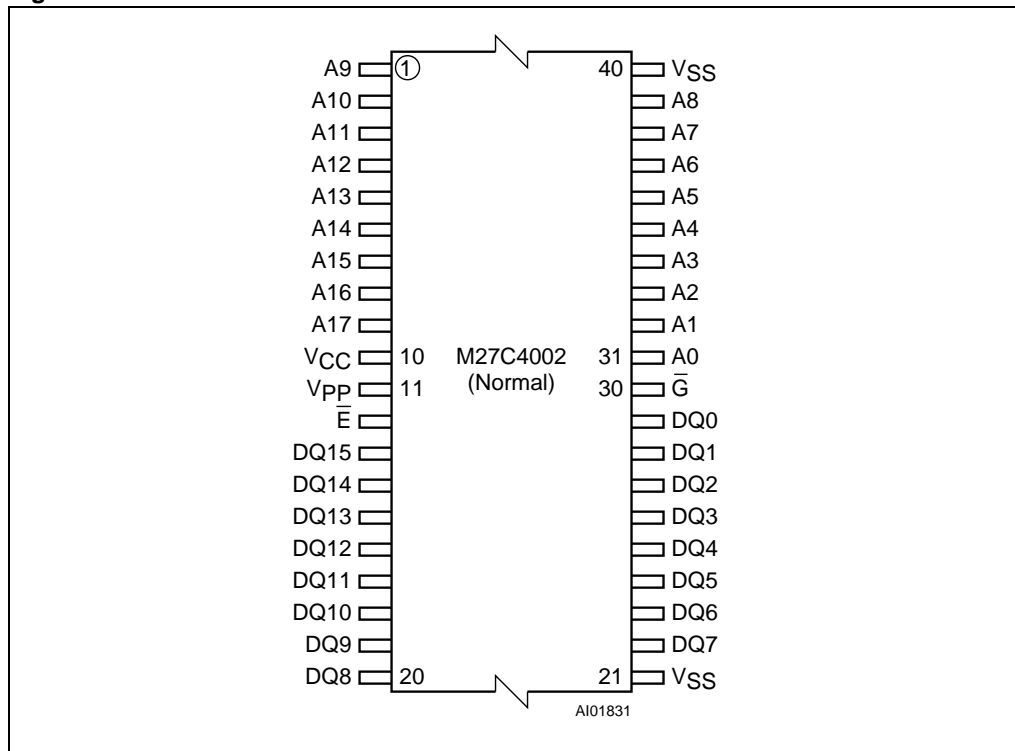 A9 1 40 VSS
A10 A8
A11 A7
A12 A6
A13 A5
A14 A4
A15 A3
A16 A2
A17 A1
VCC 10 M27C4002 31 A0
VPP 11 (Normal) 30 G̅
E̅ DQ0
DQ15 DQ1
DQ14 DQ2
DQ13 DQ3
DQ12 DQ4
DQ11 DQ5
DQ10 DQ6
DQ9 DQ7
DQ8 20 21 VSS
AI01831